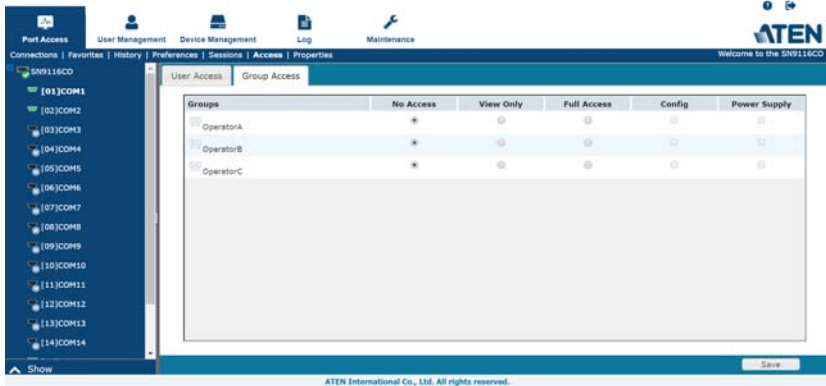 Port Access
User Management
Device Management
Log
Maintenance
ATEN
Connections | Favorites | History | Preferences | Sessions | Access | Properties
Welcome to the SN9116CO
SN9116CO
[01]COM1
[02]COM2
[03]COM3
[04]COM4
[05]COM5
[06]COM6
[07]COM7
[08]COM8
[09]COM9
[10]COM10
[11]COM11
[12]COM12
[13]COM13
[14]COM14
Show
User Access
Group Access
Groups No Access View Only Full Access Config Power Supply
OperatorA
OperatorB
OperatorC
Save
ATEN International Co., Ltd. All rights reserved.